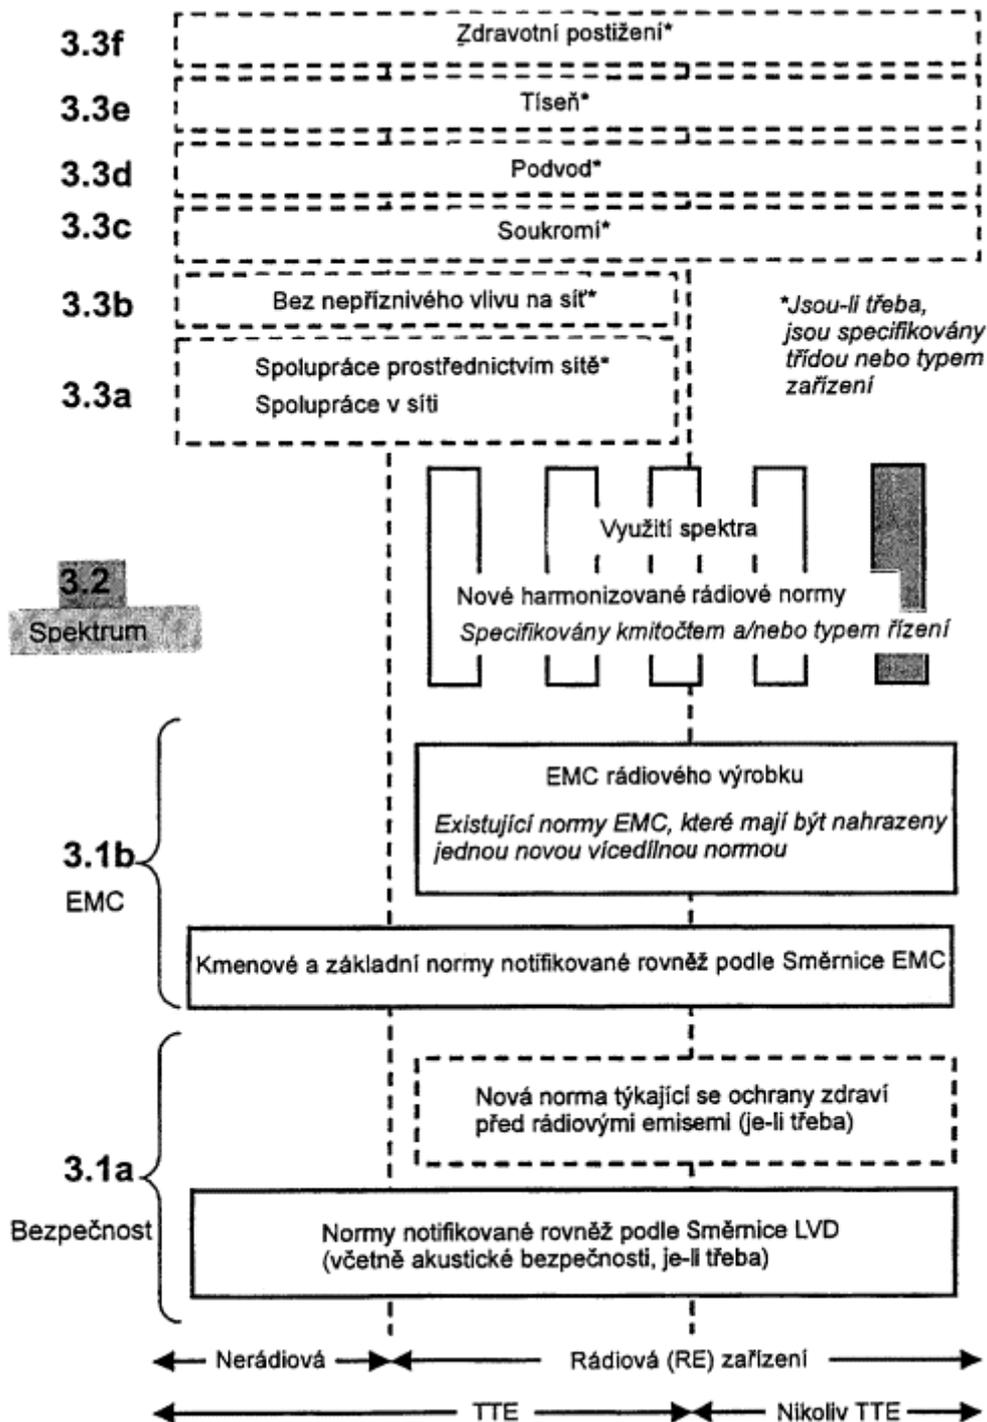 3.3f
Zdravotní postižení*
3.3e
Tíseň*
3.3d
Podvod*
3.3c
Soukromí*
3.3b
Bez nepříznivého vlivu na síť*
*Jsou-li třeba,
jsou specifikovány
třídou nebo typem
zařízení
3.3a
Spolupráce prostřednictvím sítě*
Spolupráce v síti
Využití spektra
3.2
Spektrum
Nové harmonizované rádiové normy
Specifikovány kmitočtem a/nebo typem řízení
EMC rádiového výrobku
Existující normy EMC, které mají být nahrazeny
jednou novou vícedílnou normou
3.1b
EMC
Kmenové a základní normy notifikované rovněž podle Směrnice EMC
Nová norma týkající se ochrany zdraví
před rádiovými emisemi (je-li třeba)
3.1a
Bezpečnost
Normy notifikované rovněž podle Směrnice LVD
(včetně akustické bezpečnosti, je-li třeba)
Nerádiová
Rádiová (RE) zařízení
TTE
Nikoliv TTE